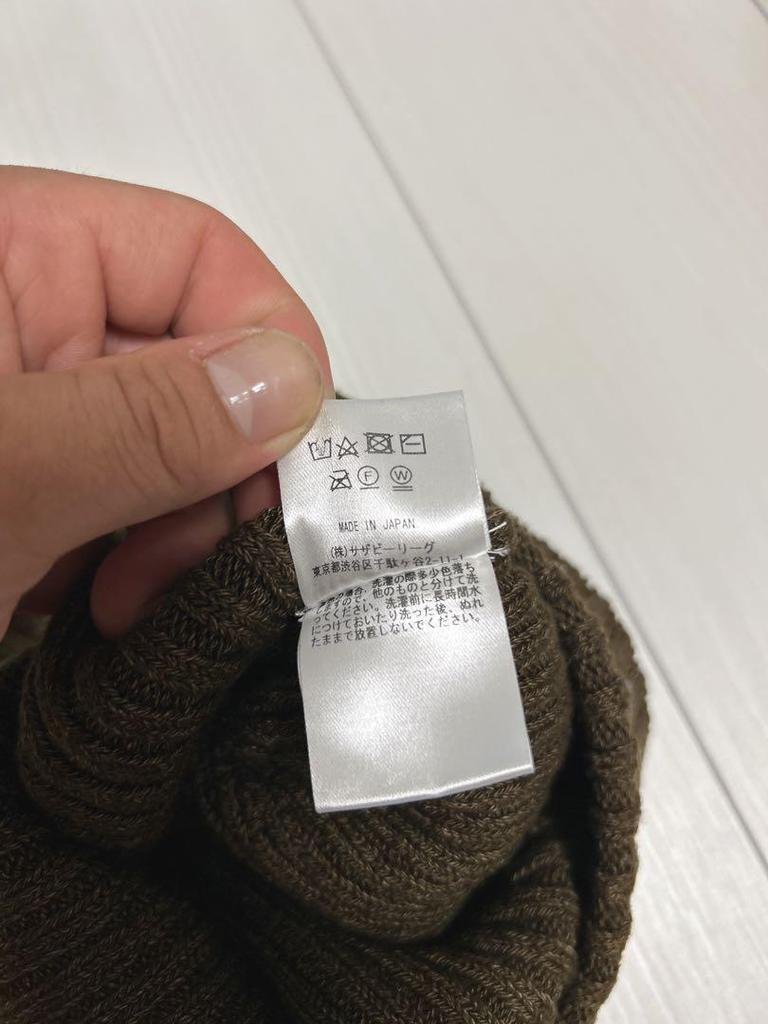 F W
MADE IN JAPAN
(株)サザビーリーグ
東京都渋谷区千駄ヶ谷2-11-1
洗濯の際多少色落ち
ますので、他のものと分けて洗
ってください。洗濯前に長時間水
につけておいたり洗った後、ぬれ
たままで放置しないでください。